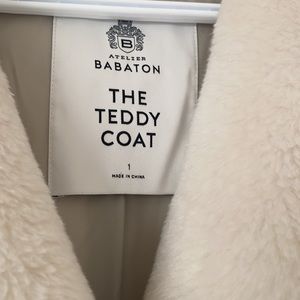 B
ATELIER
BABATON
THE
TEDDY
COAT
1
MADE IN CHINA